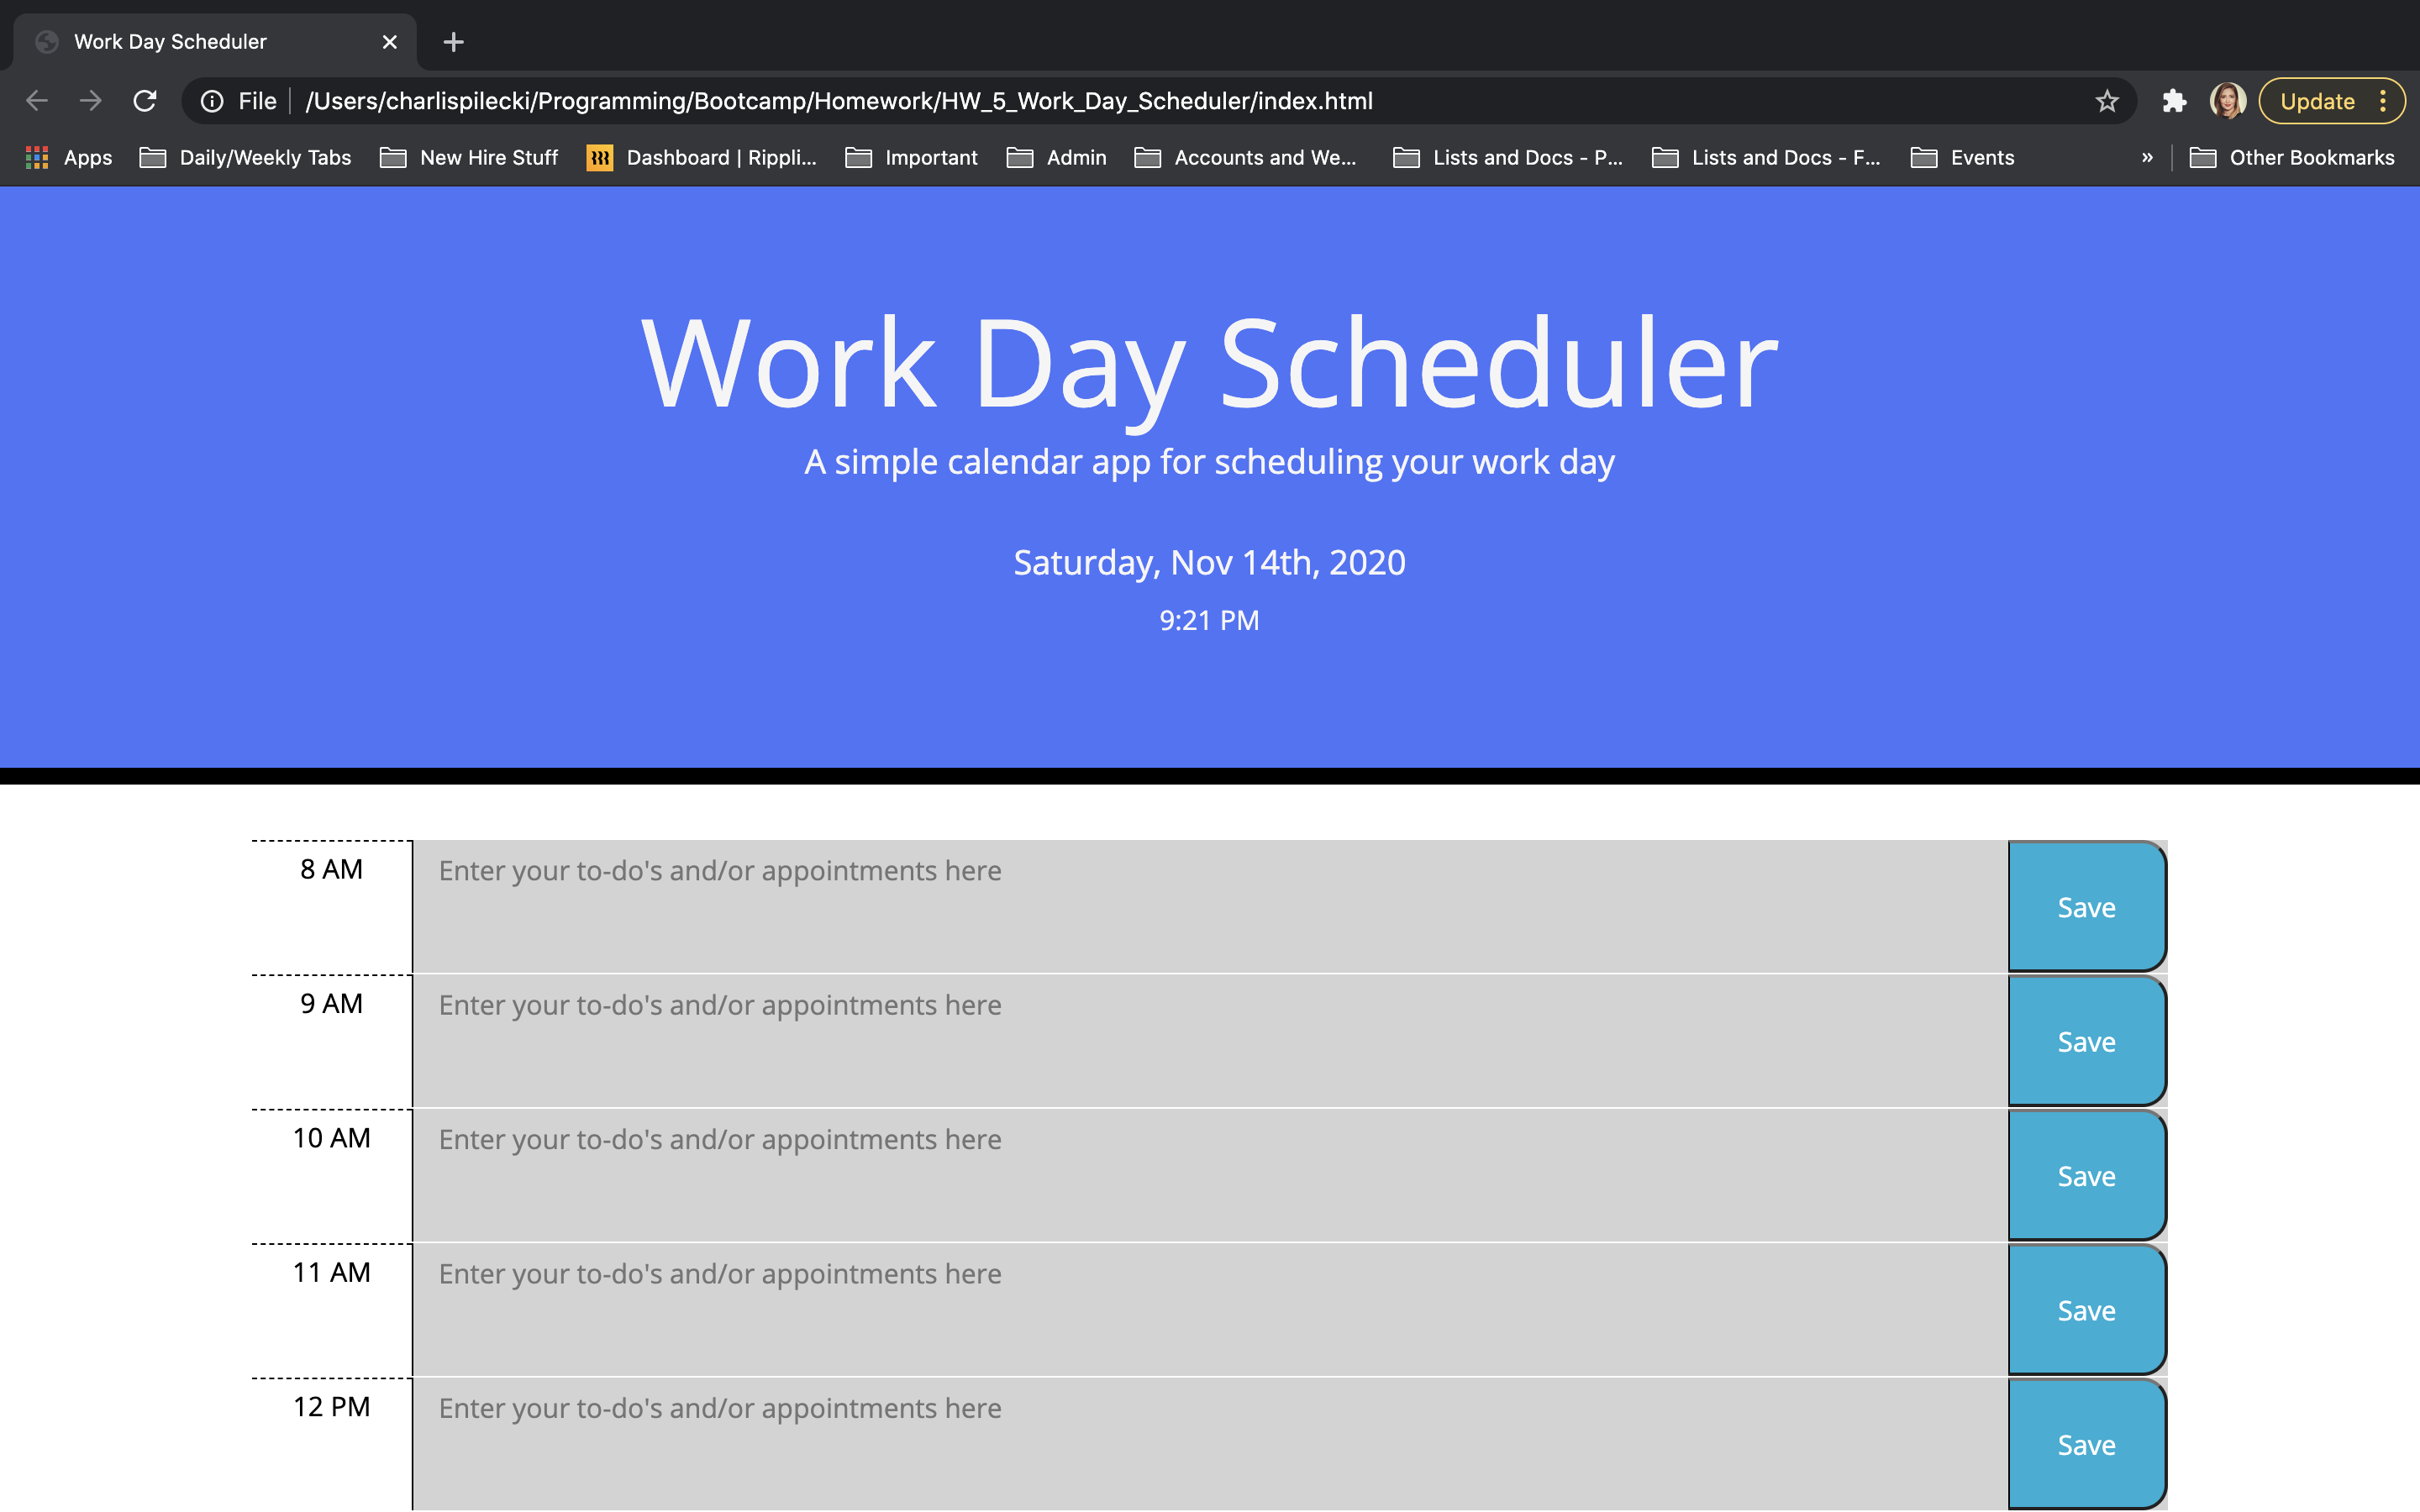 Work Day Scheduler
File /Users/charlispilecki/Programming/Bootcamp/Homework/HW_5_Work_Day_Scheduler/index.html Update
Apps Daily/Weekly Tabs New Hire Stuff Dashboard | Rippli... Important Admin Accounts and We... Lists and Docs - P... Lists and Docs - F... Events » Other Bookmarks
Work Day Scheduler
A simple calendar app for scheduling your work day
Saturday, Nov 14th, 2020
9:21 PM
8 AM Enter your to-do's and/or appointments here Save
9 AM Enter your to-do's and/or appointments here Save
10 AM Enter your to-do's and/or appointments here Save
11 AM Enter your to-do's and/or appointments here Save
12 PM Enter your to-do's and/or appointments here Save